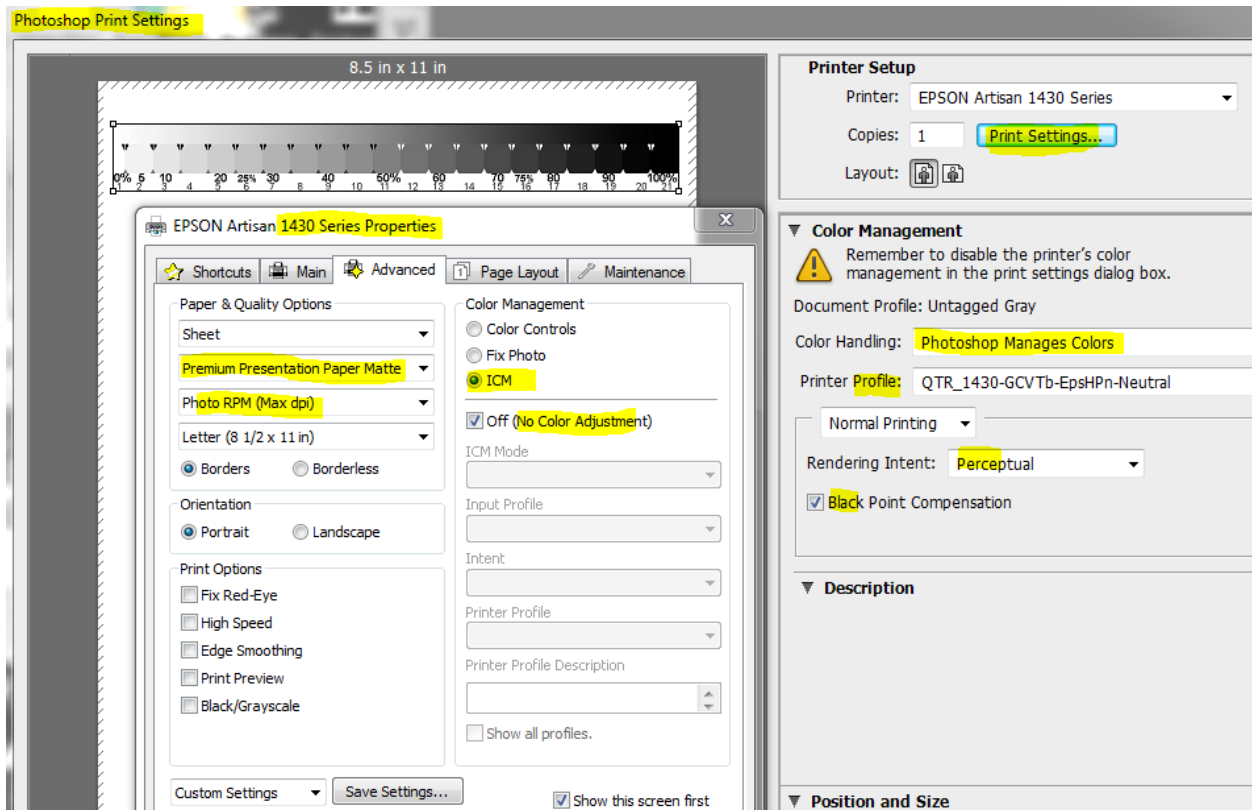 Photoshop Print Settings
8.5 in x 11 in
0% 5 10 20 25% 30 40 50% 60 70 75% 80 90 100%
1 2 3 4 5 6 7 8 9 10 11 12 13 14 15 16 17 18 19 20 21
EPSON Artisan 1430 Series Properties
x
Shortcuts
Main
Advanced
1 Page Layout
Maintenance
Paper & Quality Options
Sheet
Premium Presentation Paper Matte
Photo RPM (Max dpi)
Letter (8 1/2 x 11 in)
Borders
Borderless
Orientation
Portrait
Landscape
Print Options
Fix Red-Eye
High Speed
Edge Smoothing
Print Preview
Black/Grayscale
Custom Settings
Save Settings...
Color Management
Color Controls
Fix Photo
ICM
Off (No Color Adjustment)
ICM Mode
Input Profile
Intent
Printer Profile
Printer Profile Description
Show all profiles.
Show this screen first
Printer Setup
Printer: EPSON Artisan 1430 Series
Copies: 1 Print Settings...
Layout:
Color Management
Remember to disable the printer's color
management in the print settings dialog box.
Document Profile: Untagged Gray
Color Handling: Photoshop Manages Colors
Printer Profile: QTR_1430-GCVTb-EpsHPn-Neutral
Normal Printing
Rendering Intent: Perceptual
Black Point Compensation
Description
Position and Size